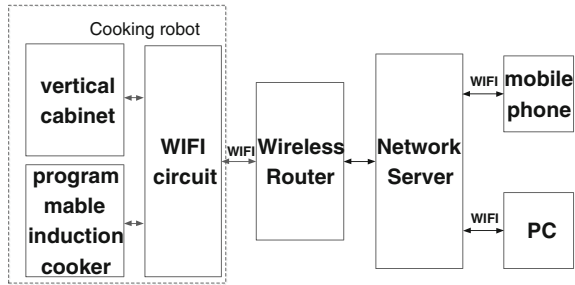 Cooking robot
vertical
cabinet
program
mable
induction
cooker
WIFI
circuit
WIFI
Wireless
Router
Network
Server
WIFI
mobile
phone
WIFI
PC